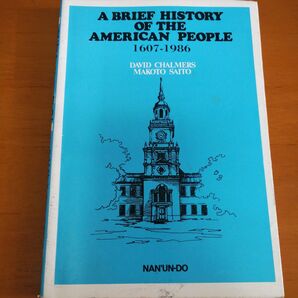 A BRIEF HISTORY
OF THE
AMERICAN PEOPLE
1607-1986
DAVID CHALMERS
MAKOTO SAITO
NAN'UN-DO